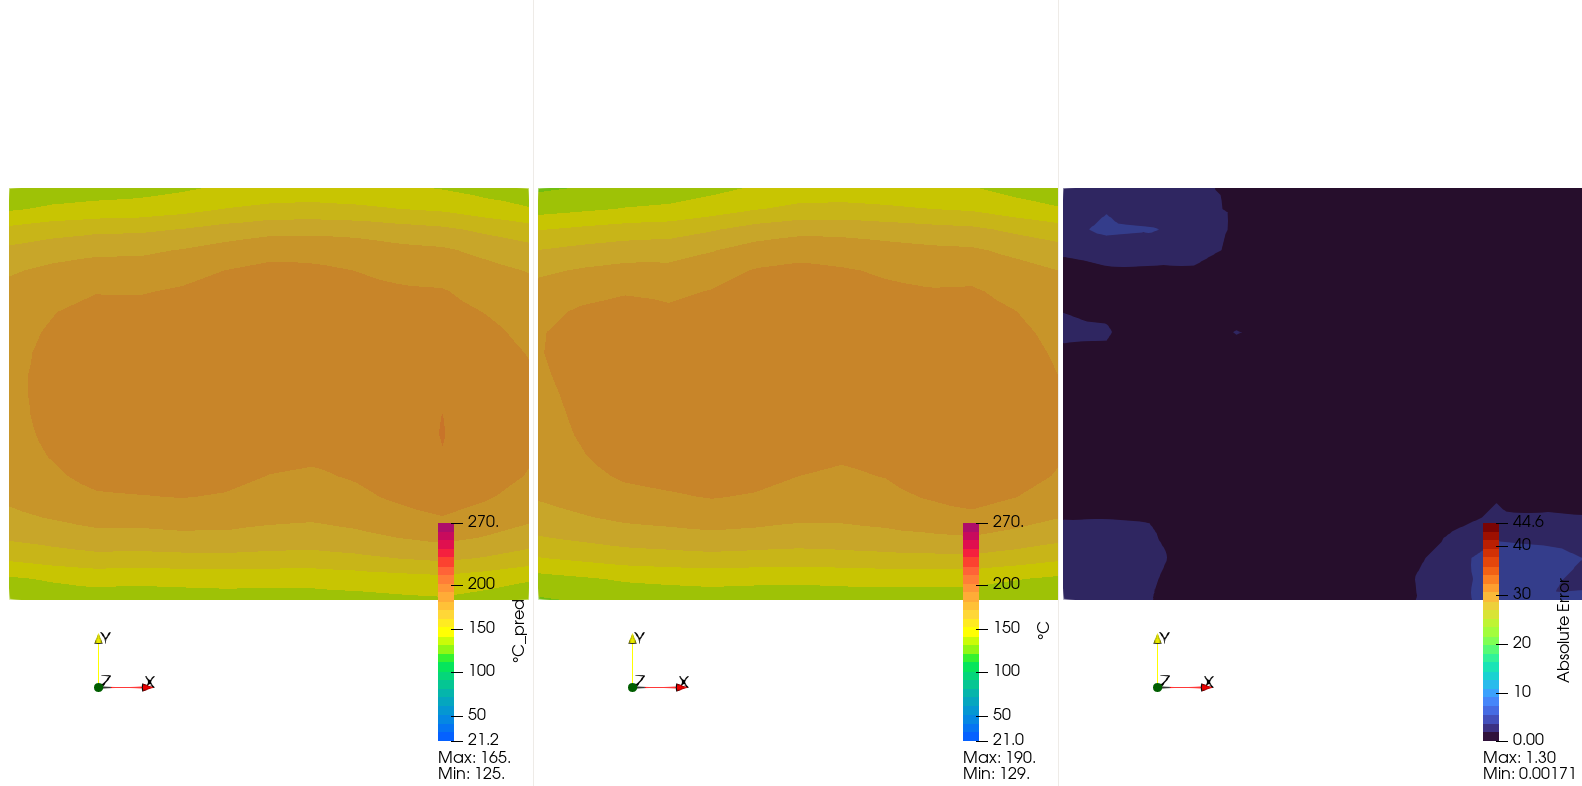 270.
200
150
100
50
21.2
°C_pred
Max: 165.
Min: 125.
Y
Z
X
270.
200
150
100
50
21.0
°C
Max: 190.
Min: 129.
Y
Z
X
44.6
40
30
20
10
0.00
Absolute Error
Max: 1.30
Min: 0.00171
Y
Z
X